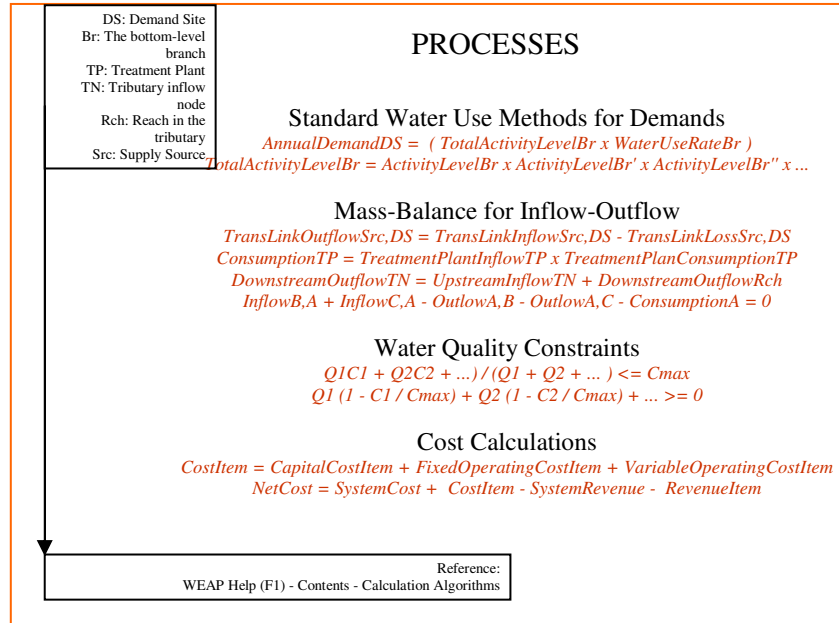 DS: Demand Site
Br: The bottom-level
branch
TP: Treatment Plant
TN: Tributary inflow
node
Rch: Reach in the
tributary
Src: Supply Source
PROCESSES
Standard Water Use Methods for Demands
AnnualDemandDS = ( TotalActivityLevelBr x WaterUseRateBr )
TotalActivityLevelBr = ActivityLevelBr x ActivityLevelBr' x ActivityLevelBr'' x ...
Mass-Balance for Inflow-Outflow
TransLinkOutflowSrc,DS = TransLinkInflowSrc,DS - TransLinkLossSrc,DS
ConsumptionTP = TreatmentPlantInflowTP x TreatmentPlanConsumptionTP
DownstreamOutflowTN = UpstreamInflowTN + DownstreamOutflowRch
InflowB,A + InflowC,A - OutlowA,B - OutlowA,C - ConsumptionA = 0
Water Quality Constraints
Q1C1 + Q2C2 + ...) / (Q1 + Q2 + ... ) <= Cmax
Q1 (1 - C1 / Cmax) + Q2 (1 - C2 / Cmax) + ... >= 0
Cost Calculations
CostItem = CapitalCostItem + FixedOperatingCostItem + VariableOperatingCostItem
NetCost = SystemCost + CostItem - SystemRevenue - RevenueItem
Reference:
WEAP Help (F1) - Contents - Calculation Algorithms